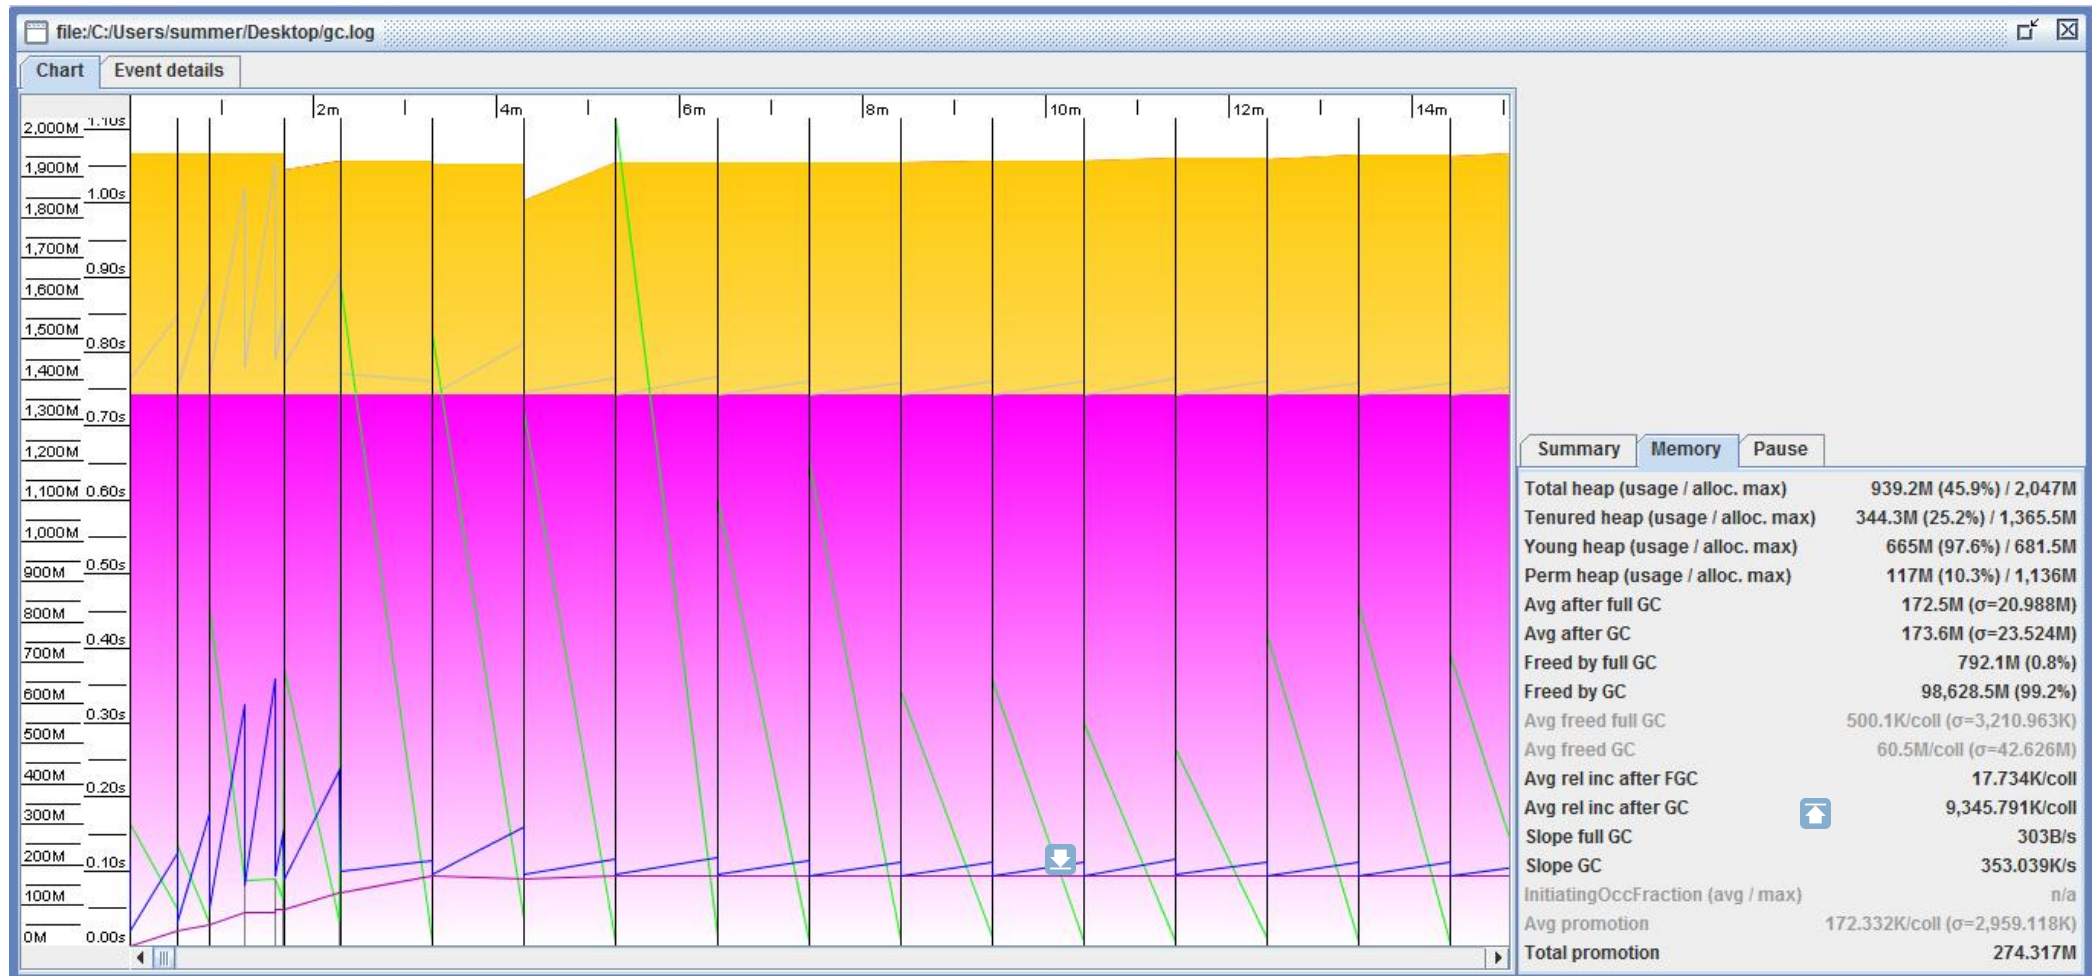 file:/C:/Users/summer/Desktop/gc.log
Chart Event details
2m 4m 6m 8m 10m 12m 14m
2,000M 1.10s
1,900M
1,800M 1.00s
1,700M
1,600M 0.90s
1,500M
1,400M 0.80s
1,300M 0.70s
1,200M
1,100M 0.60s
1,000M
900M 0.50s
800M
700M 0.40s
600M
500M 0.30s
400M
300M 0.20s
200M 0.10s
100M
0M 0.00s
Summary Memory Pause
Total heap (usage / alloc. max) 939.2M (45.9%) / 2,047M
Tenured heap (usage / alloc. max) 344.3M (25.2%) / 1,365.5M
Young heap (usage / alloc. max) 665M (97.6%) / 681.5M
Perm heap (usage / alloc. max) 117M (10.3%) / 1,136M
Avg after full GC 172.5M (σ=20.988M)
Avg after GC 173.6M (σ=23.524M)
Freed by full GC 792.1M (0.8%)
Freed by GC 98,628.5M (99.2%)
Avg freed full GC 500.1K/coll (σ=3,210.963K)
Avg freed GC 60.5M/coll (σ=42.626M)
Avg rel inc after FGC 17.734K/coll
Avg rel inc after GC 9,345.791K/coll
Slope full GC 303B/s
Slope GC 353.039K/s
InitiatingOccFraction (avg / max) n/a
Avg promotion 172.332K/coll (σ=2,959.118K)
Total promotion 274.317M